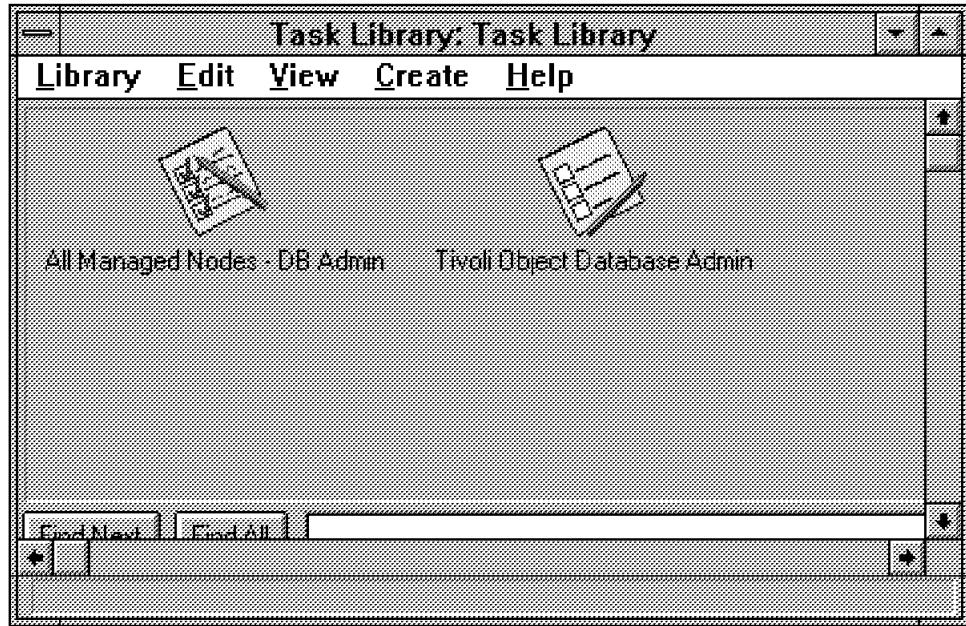 Task Library: Task Library
Library Edit View Create Help
All Managed Nodes - DB Admin Tivoli Object Database Admin
Find Next Find All